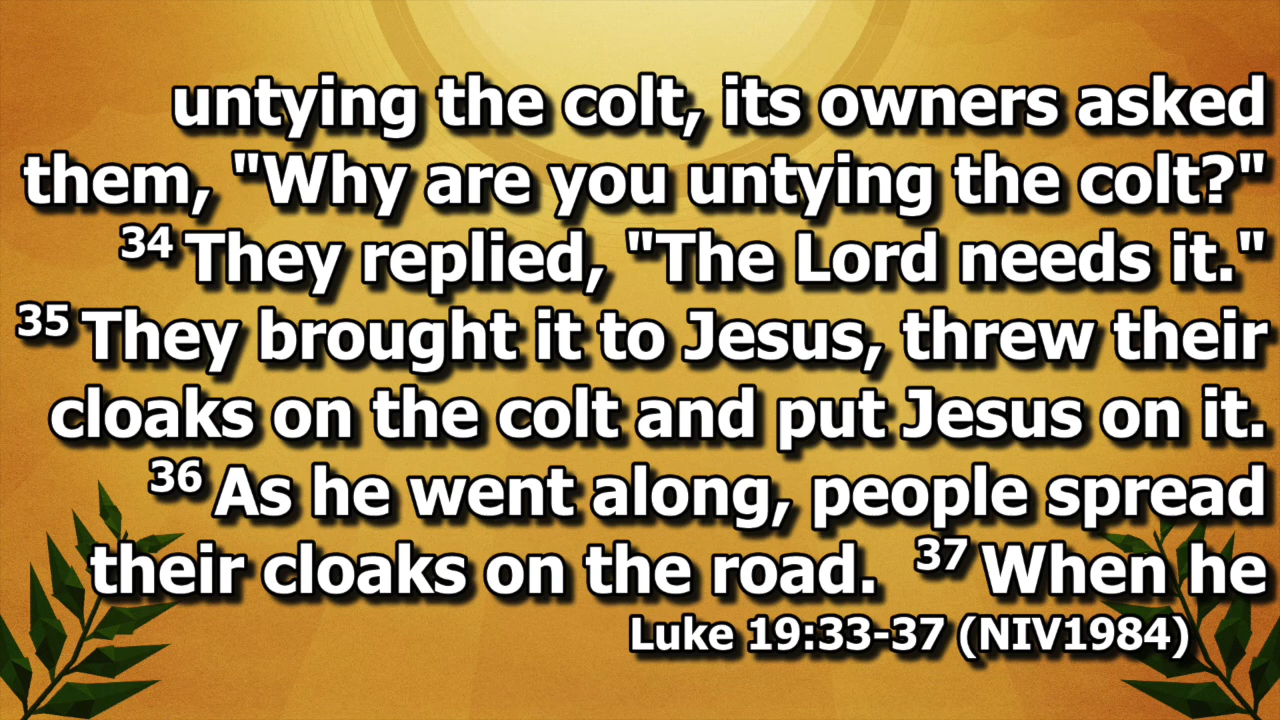 untying the colt, its owners asked
them, "Why are you untying the colt?"
34 They replied, "The Lord needs it."
35 They brought it to Jesus, threw their
cloaks on the colt and put Jesus on it.
36 As he went along, people spread
their cloaks on the road. 37 When he
Luke 19:33-37 (NIV1984)